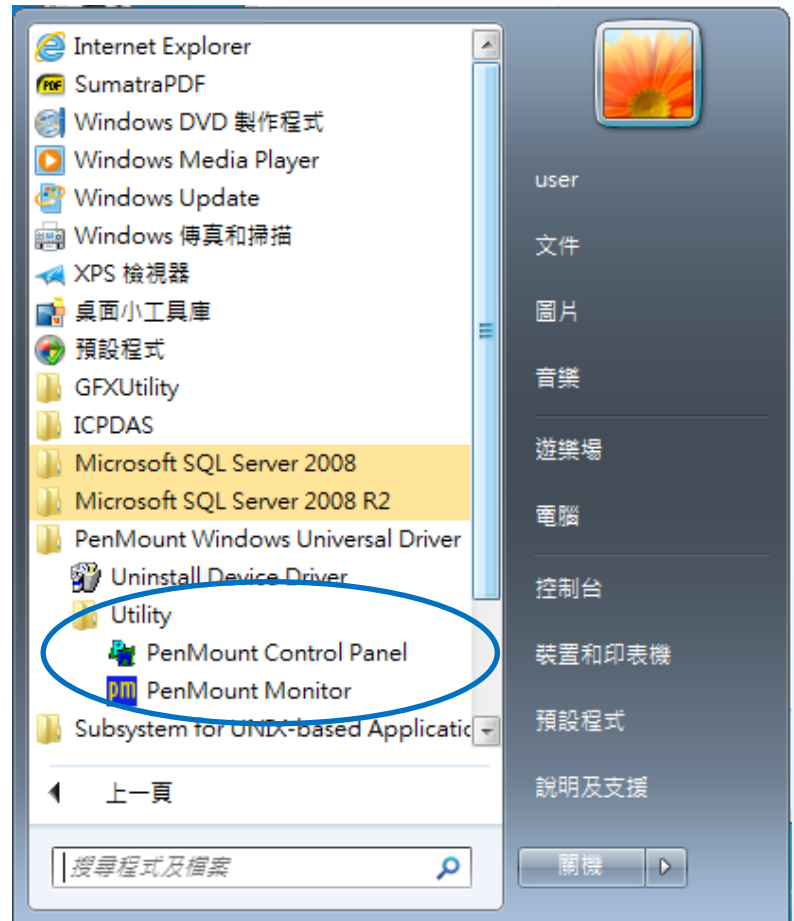 Internet Explorer
SumatraPDF
Windows DVD 製作程式
Windows Media Player
Windows Update
Windows 傳真和掃描
XPS 檢視器
桌面小工具庫
預設程式
GFXUtility
ICPDAS
Microsoft SQL Server 2008
Microsoft SQL Server 2008 R2
PenMount Windows Universal Driver
Uninstall Device Driver
Utility
PenMount Control Panel
PenMount Monitor
Subsystem for UNIX-based Applicatic
上一頁
搜尋程式及檔案
user
文件
圖片
音樂
遊樂場
電腦
控制台
裝置和印表機
預設程式
說明及支援
關機